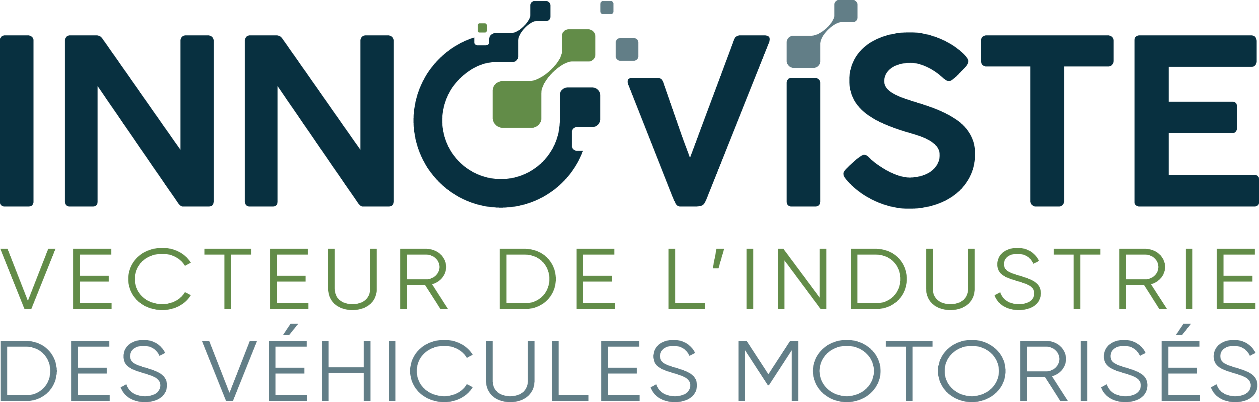 INNOViSTE
VECTEUR DE L'INDUSTRIE
DES VÉHICULES MOTORISÉS